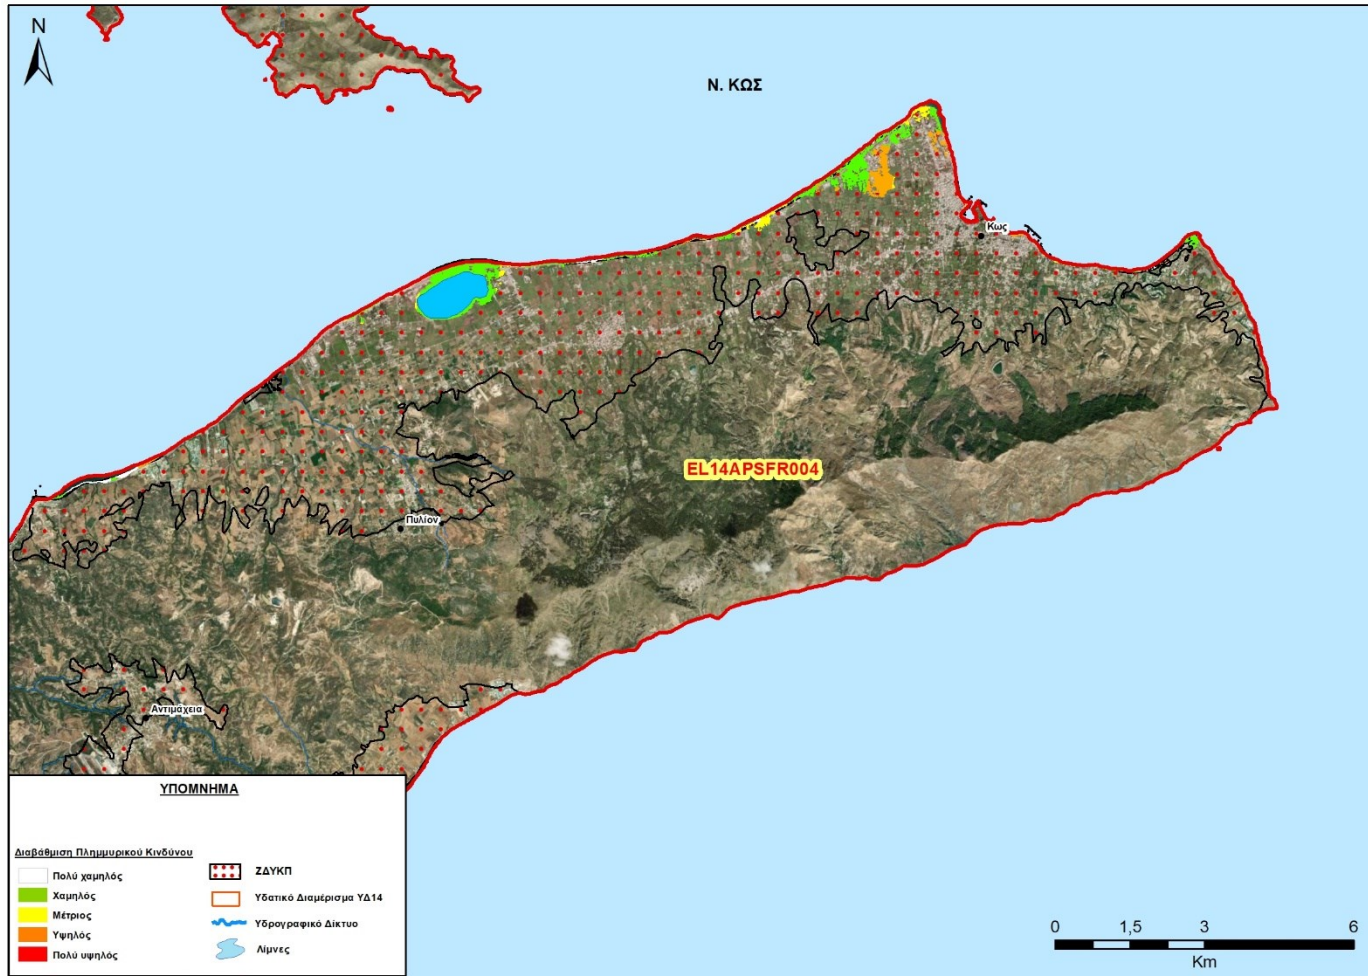 N
Ν. ΚΩΣ
Κως
EL14APSFR004
Πυλίον
Αντιμάχεια
ΥΠΟΜΝΗΜΑ
Διαβάθμιση Πλημμυρικού Κινδύνου
Πολύ χαμηλός
Χαμηλός
Μέτριος
Υψηλός
Πολύ υψηλός
ΖΔΥΚΠ
Υδατικό Διαμέρισμα ΥΔ14
Υδρογραφικό Δίκτυο
Λίμνες
0 1,5 3 6
Km